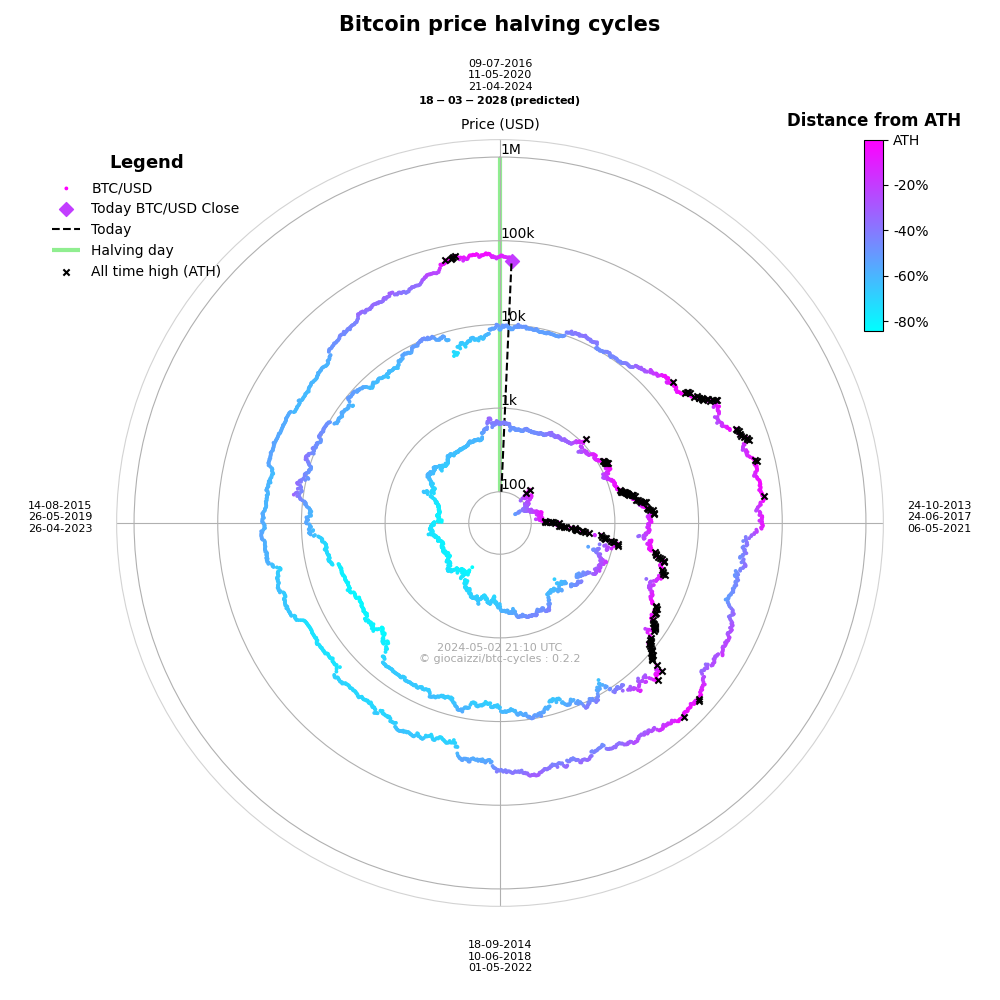 Bitcoin price halving cycles
09-07-2016
11-05-2020
21-04-2024
18 − 03 − 2028 (predicted)
Price (USD)
Distance from ATH
ATH
-20%
-40%
-60%
-80%
Legend
BTC/USD
Today BTC/USD Close
Today
Halving day
All time high (ATH)
1M
100k
10k
1k
100
14-08-2015
26-05-2019
26-04-2023
24-10-2013
24-06-2017
06-05-2021
2024-05-02 21:10 UTC
© giocaizzi/btc-cycles : 0.2.2
18-09-2014
10-06-2018
01-05-2022